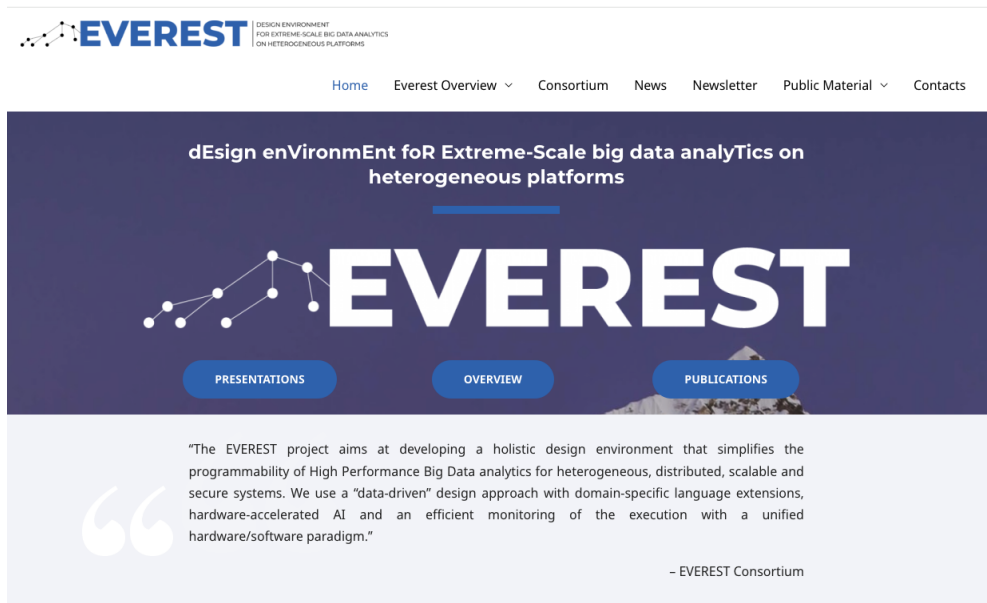 EVEREST
DESIGN ENVIRONMENT
FOR EXTREME-SCALE BIG DATA ANALYTICS
ON HETEROGENEOUS PLATFORMS
Home Everest Overview Consortium News Newsletter Public Material Contacts
dEsign enVironmEnt foR Extreme-Scale big data analyTics on
heterogeneous platforms
EVEREST
PRESENTATIONS OVERVIEW PUBLICATIONS
“The EVEREST project aims at developing a holistic design environment that simplifies the
programmability of High Performance Big Data analytics for heterogeneous, distributed, scalable and
secure systems. We use a “data-driven” design approach with domain-specific language extensions,
hardware-accelerated AI and an efficient monitoring of the execution with a unified
hardware/software paradigm.”
– EVEREST Consortium